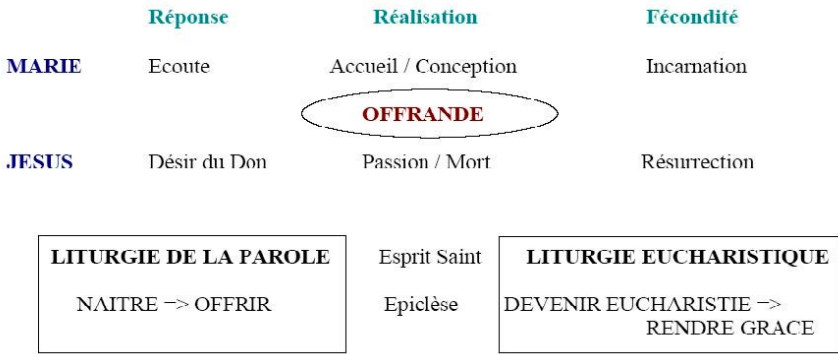 Réponse Réalisation Fécondité
MARIE Ecoute Accueil / Conception Incarnation
OFFRANDE
JESUS Désir du Don Passion / Mort Résurrection
LITURGIE DE LA PAROLE Esprit Saint LITURGIE EUCHARISTIQUE
NAITRE => OFFRIR Epiclèse DEVENIR EUCHARISTIE =>
RENDRE GRACE